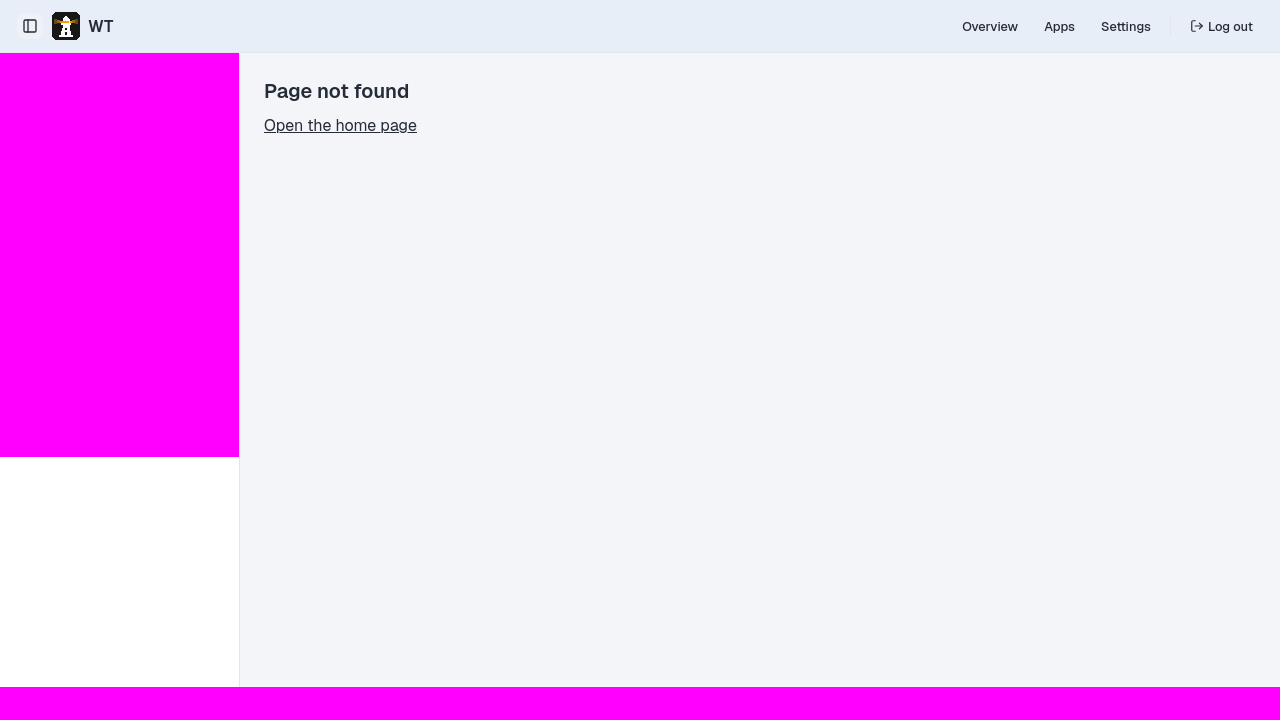 WT
Overview
Apps
Settings
Log out
Page not found
Open the home page